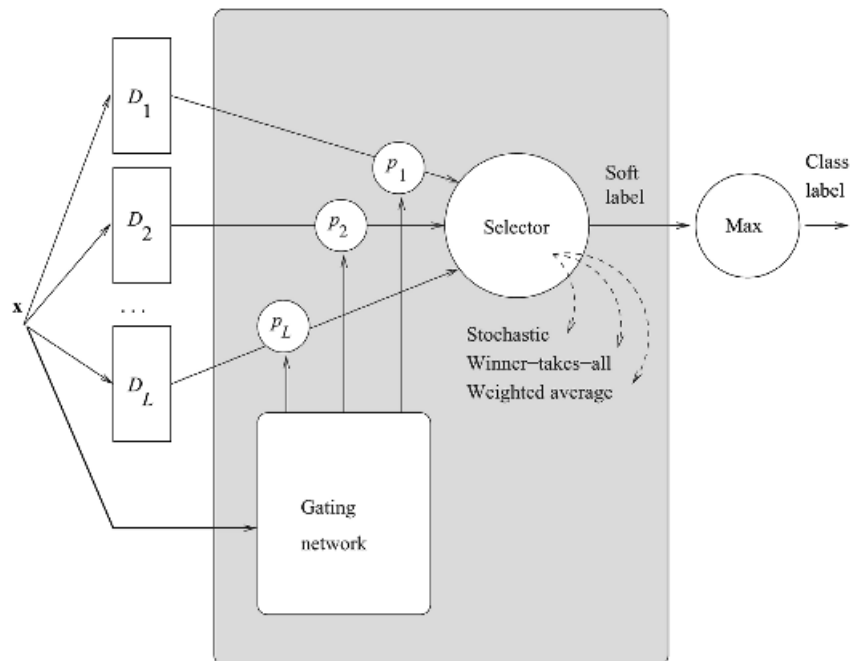 D1
D2
...
DL
x
p1
p2
pL
Gating
network
Selector
Stochastic
Winner-takes-all
Weighted average
Soft
label
Max
Class
label